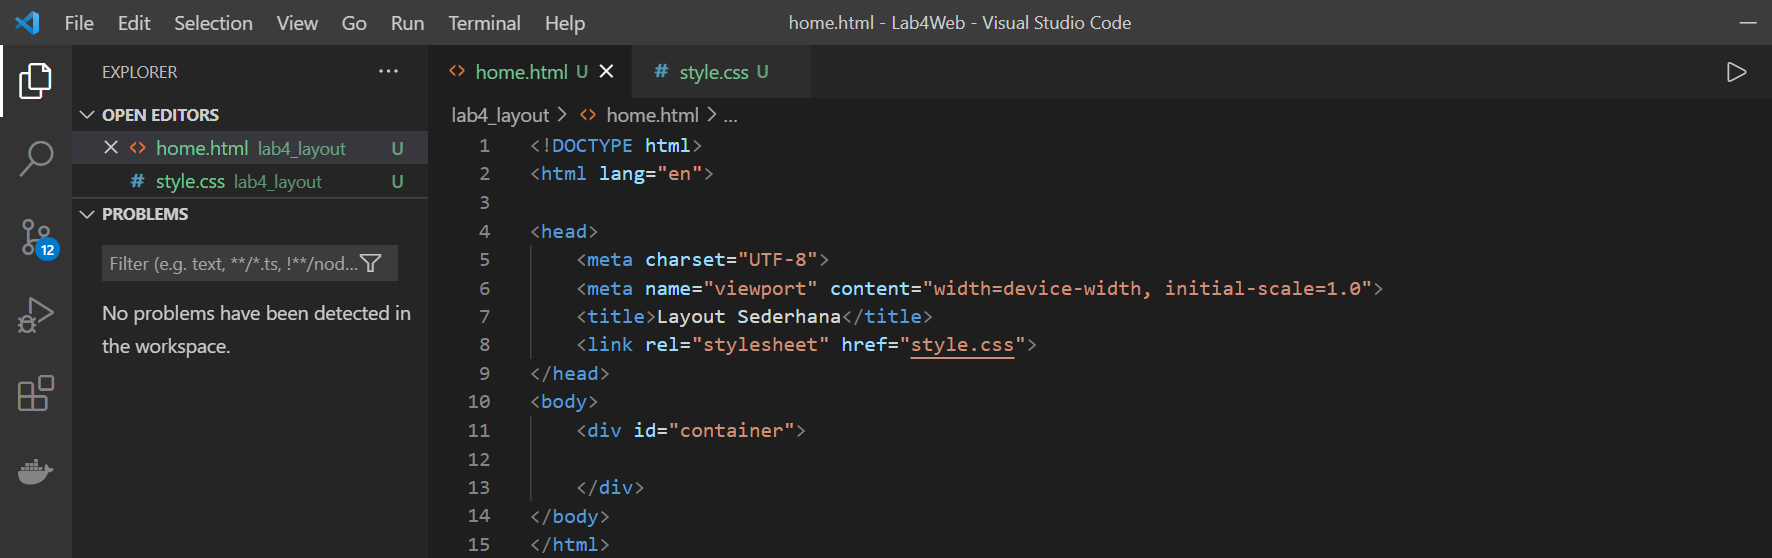 File Edit Selection View Go Run Terminal Help home.html - Lab4Web - Visual Studio Code
EXPLORER ···
OPEN EDITORS
home.html lab4_layout U
style.css lab4_layout U
PROBLEMS
Filter (e.g. text, **/*.ts, !**/nod...
No problems have been detected in
the workspace.
12
home.html U # style.css U
lab4_layout > home.html > ...
1 <!DOCTYPE html>
2 <html lang="en">
3
4 <head>
5 <meta charset="UTF-8">
6 <meta name="viewport" content="width=device-width, initial-scale=1.0">
7 <title>Layout Sederhana</title>
8 <link rel="stylesheet" href="style.css">
9 </head>
10 <body>
11 <div id="container">
12
13 </div>
14 </body>
15 </html>